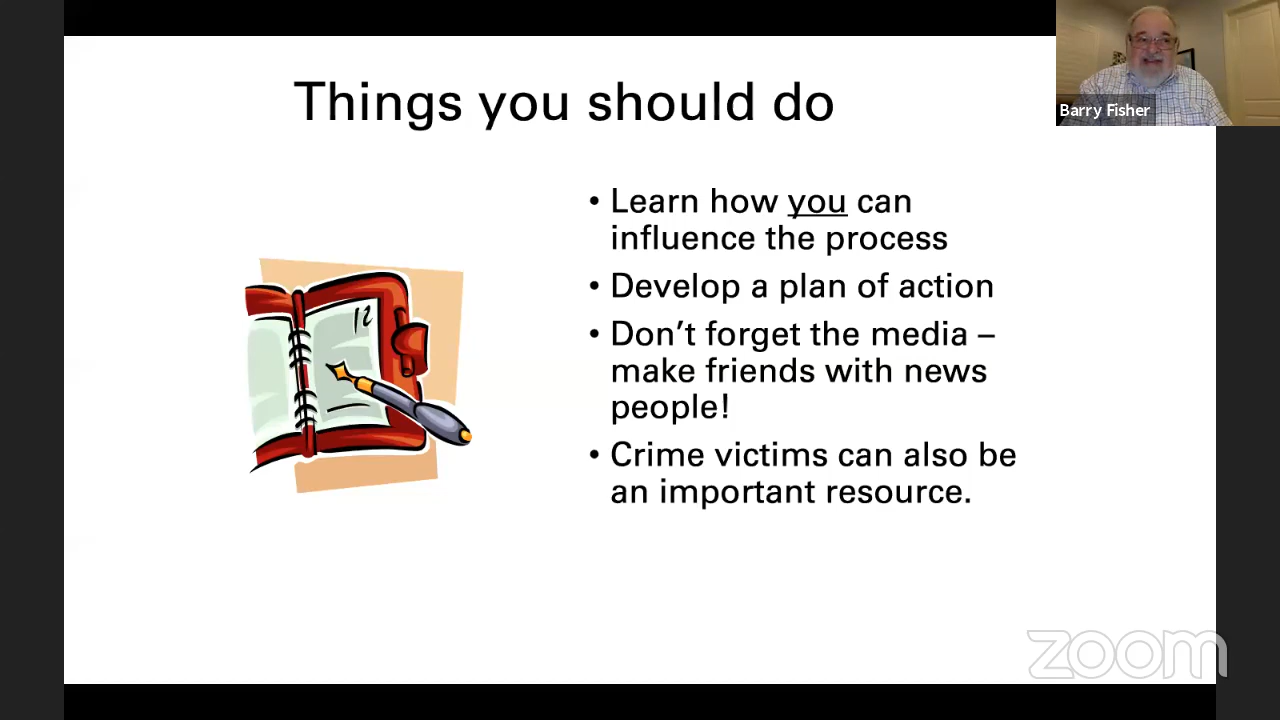 Things you should do
Barry Fisher
• Learn how you can
influence the process
• Develop a plan of action
• Don’t forget the media –
make friends with news
people!
• Crime victims can also be
an important resource.
12
zoom